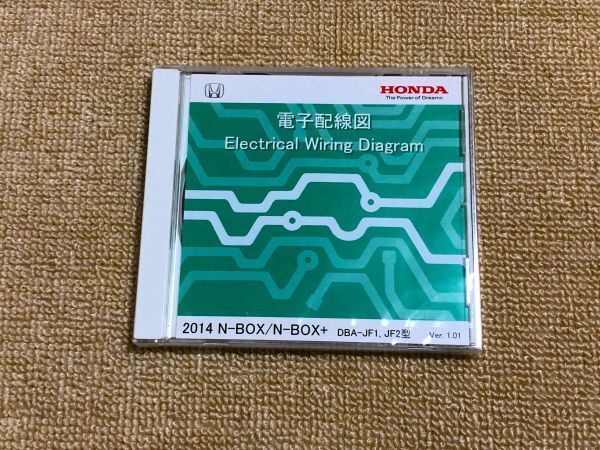 HONDA
The Power of Dreams
電子配線図
Electrical Wiring Diagram
2014 N-BOX/N-BOX+ DBA-JF1, JF2型 Ver. 1.01